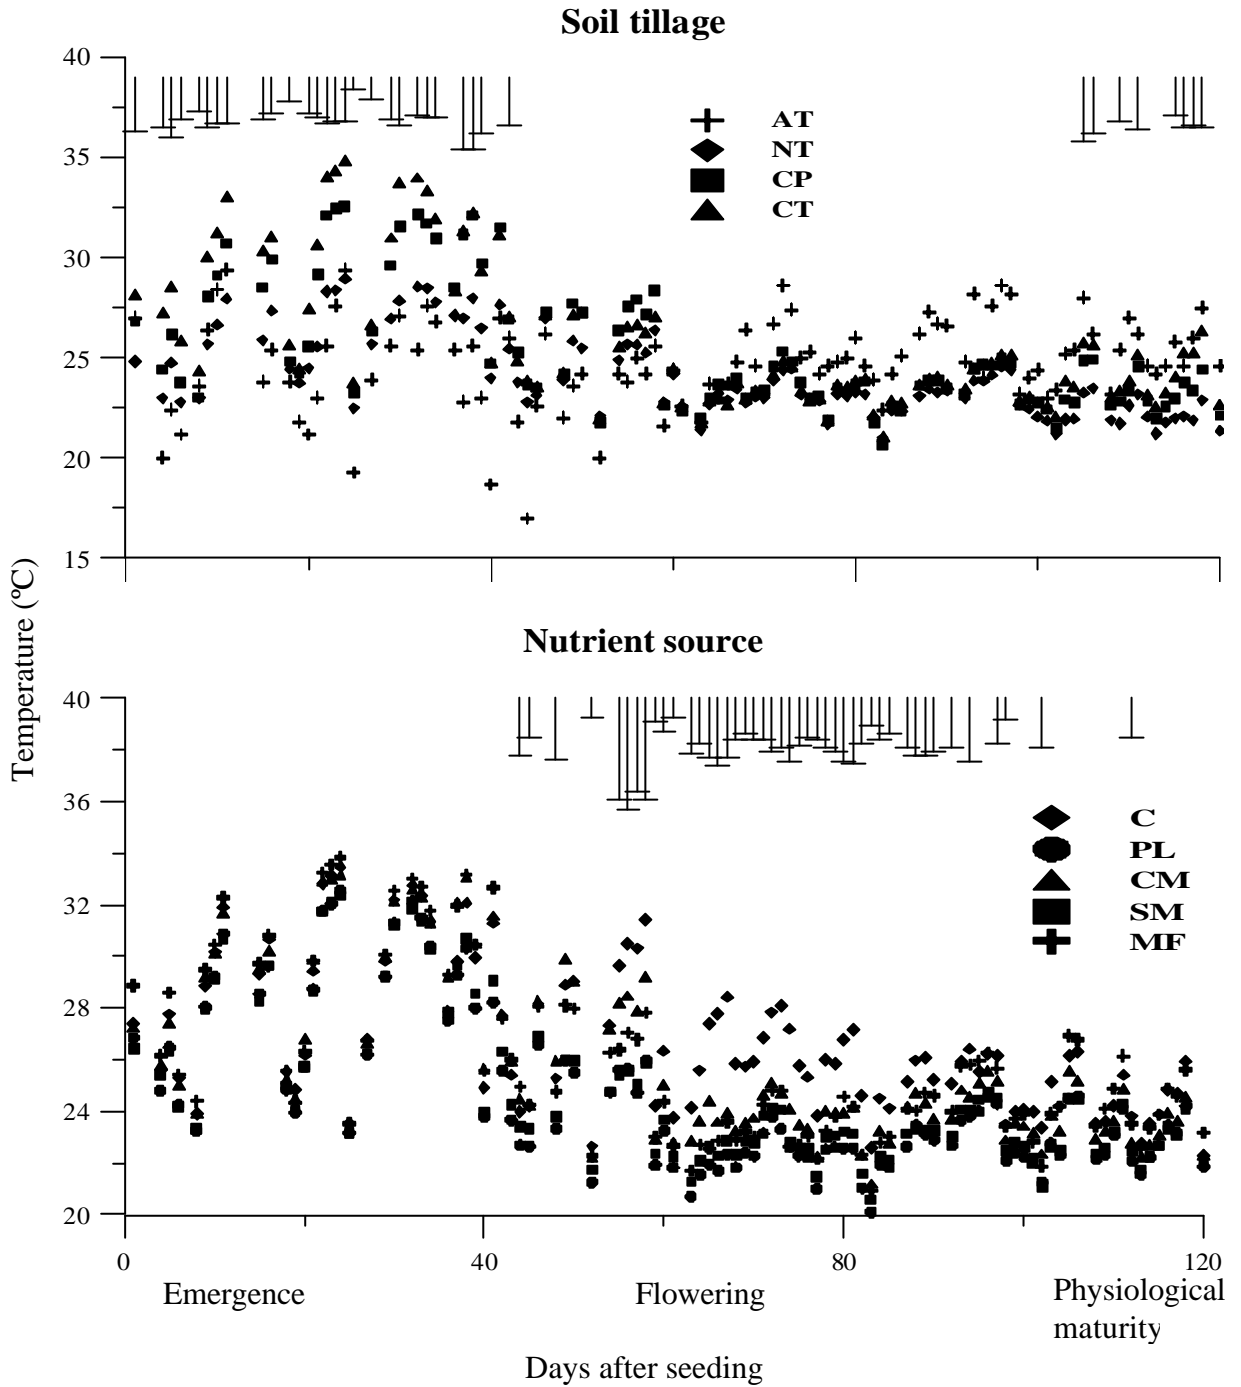 Soil tillage
40
35
30
25
20
15
AT
NT
CP
CT
Temperature (ºC)
Nutrient source
40
36
32
28
24
20
C
PL
CM
SM
MF
0 40 80 120
Emergence Flowering Physiological
maturity
Days after seeding